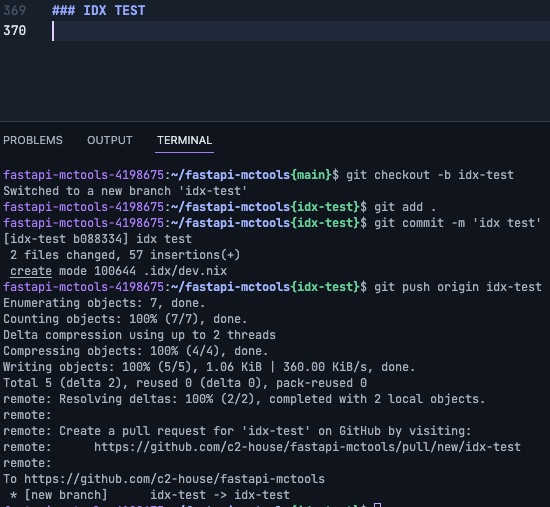 369 ### IDX TEST
370
PROBLEMS OUTPUT TERMINAL
fastapi-mctools-4198675:~/fastapi-mctools{main}$ git checkout -b idx-test
Switched to a new branch 'idx-test'
fastapi-mctools-4198675:~/fastapi-mctools{idx-test}$ git add .
fastapi-mctools-4198675:~/fastapi-mctools{idx-test}$ git commit -m 'idx test'
[idx-test b088334] idx test
 2 files changed, 57 insertions(+)
 create mode 100644 .idx/dev.nix
fastapi-mctools-4198675:~/fastapi-mctools{idx-test}$ git push origin idx-test
Enumerating objects: 7, done.
Counting objects: 100% (7/7), done.
Delta compression using up to 2 threads
Compressing objects: 100% (4/4), done.
Writing objects: 100% (5/5), 1.06 KiB | 360.00 KiB/s, done.
Total 5 (delta 2), reused 0 (delta 0), pack-reused 0
remote: Resolving deltas: 100% (2/2), completed with 2 local objects.
remote:
remote: Create a pull request for 'idx-test' on GitHub by visiting:
remote:      https://github.com/c2-house/fastapi-mctools/pull/new/idx-test
remote:
To https://github.com/c2-house/fastapi-mctools
 * [new branch]      idx-test -> idx-test